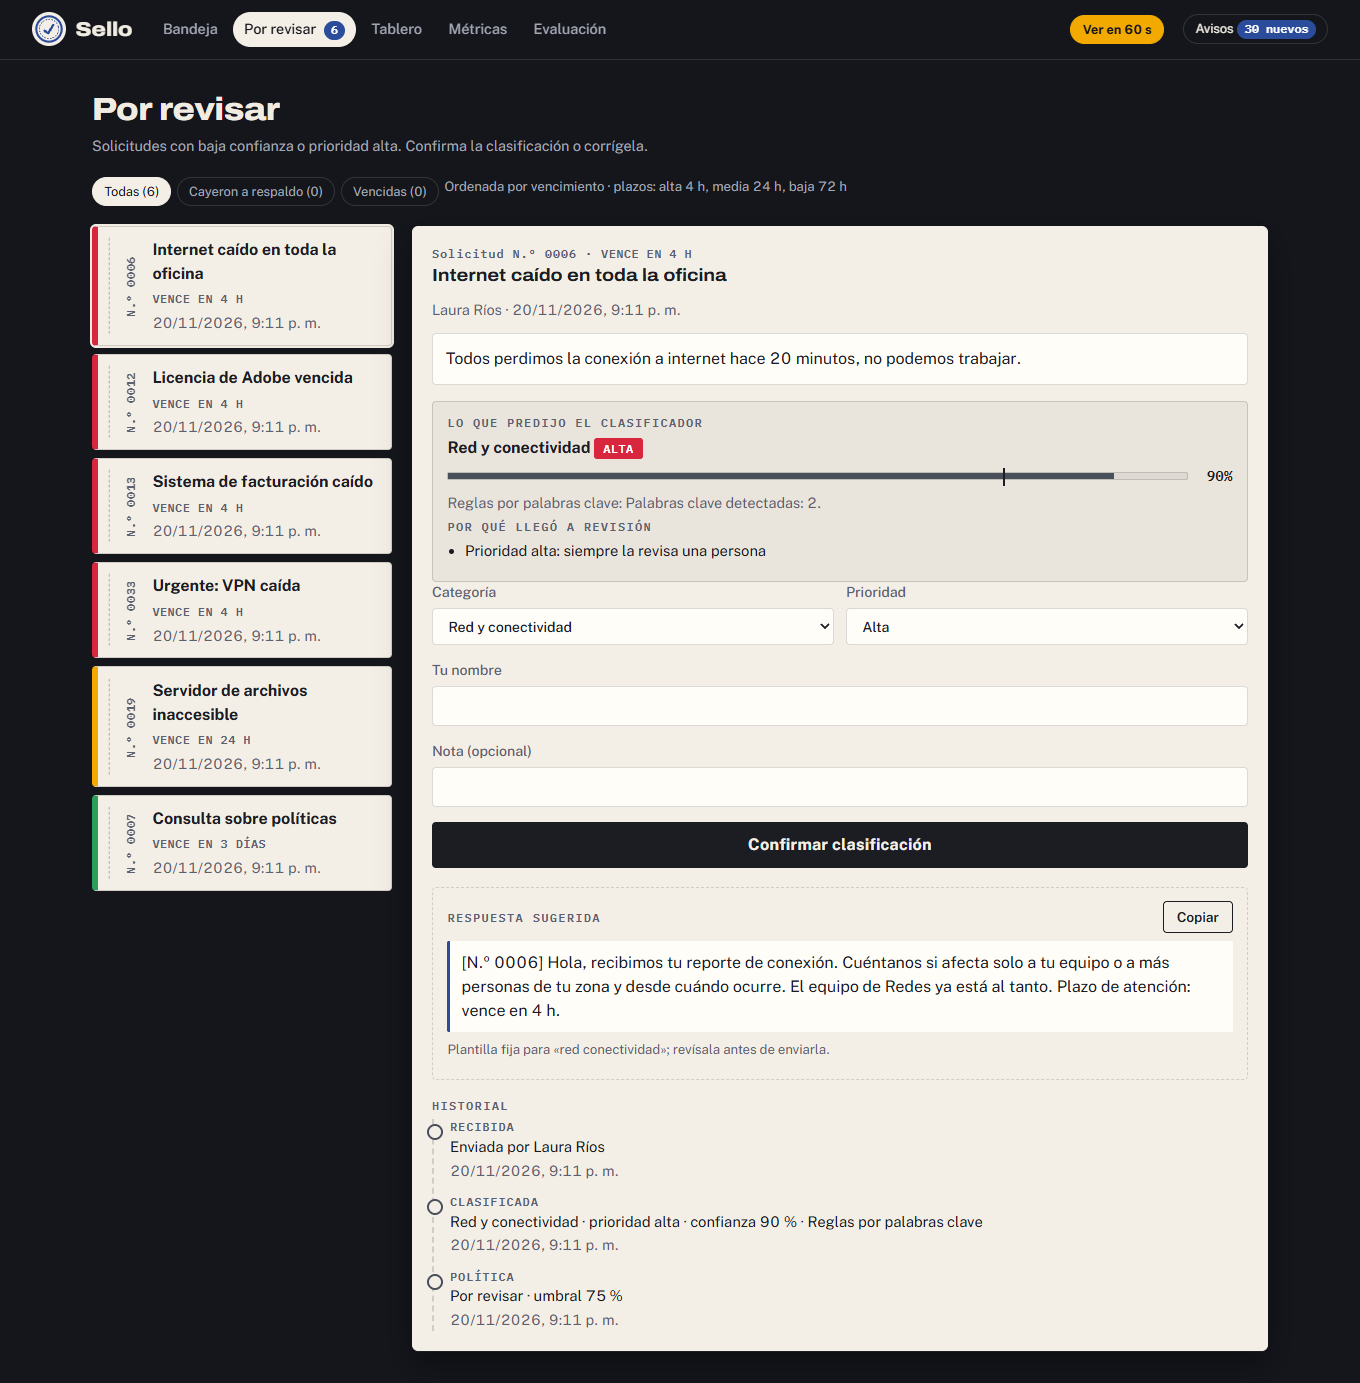 Sello
Bandeja
Por revisar 6
Tablero
Métricas
Evaluación
Ver en 60 s
Avisos 30 nuevos
Por revisar
Solicitudes con baja confianza o prioridad alta. Confirma la clasificación o corrígela.
Todas (6)
Cayeron a respaldo (0)
Vencidas (0)
Ordenada por vencimiento · plazos: alta 4 h, media 24 h, baja 72 h
N.º 0006
Internet caído en toda la
oficina
VENCE EN 4 H
20/11/2026, 9:11 p. m.
N.º 0012
Licencia de Adobe vencida
VENCE EN 4 H
20/11/2026, 9:11 p. m.
N.º 0013
Sistema de facturación caído
VENCE EN 4 H
20/11/2026, 9:11 p. m.
N.º 0033
Urgente: VPN caída
VENCE EN 4 H
20/11/2026, 9:11 p. m.
N.º 0019
Servidor de archivos
inaccesible
VENCE EN 24 H
20/11/2026, 9:11 p. m.
N.º 0007
Consulta sobre políticas
VENCE EN 3 DÍAS
20/11/2026, 9:11 p. m.
Solicitud N.º 0006 · VENCE EN 4 H
Internet caído en toda la oficina
Laura Ríos · 20/11/2026, 9:11 p. m.
Todos perdimos la conexión a internet hace 20 minutos, no podemos trabajar.
LO QUE PREDIJO EL CLASIFICADOR
Red y conectividad ALTA
90%
Reglas por palabras clave: Palabras clave detectadas: 2.
POR QUÉ LLEGÓ A REVISIÓN
• Prioridad alta: siempre la revisa una persona
Categoría
Prioridad
Red y conectividad
Alta
Tu nombre
Nota (opcional)
Confirmar clasificación
RESPUESTA SUGERIDA
Copiar
[N.º 0006] Hola, recibimos tu reporte de conexión. Cuéntanos si afecta solo a tu equipo o a más
personas de tu zona y desde cuándo ocurre. El equipo de Redes ya está al tanto. Plazo de atención:
vence en 4 h.
Plantilla fija para «red conectividad»; revísala antes de enviarla.
HISTORIAL
RECIBIDA
Enviada por Laura Ríos
20/11/2026, 9:11 p. m.
CLASIFICADA
Red y conectividad · prioridad alta · confianza 90 % · Reglas por palabras clave
20/11/2026, 9:11 p. m.
POLÍTICA
Por revisar · umbral 75 %
20/11/2026, 9:11 p. m.